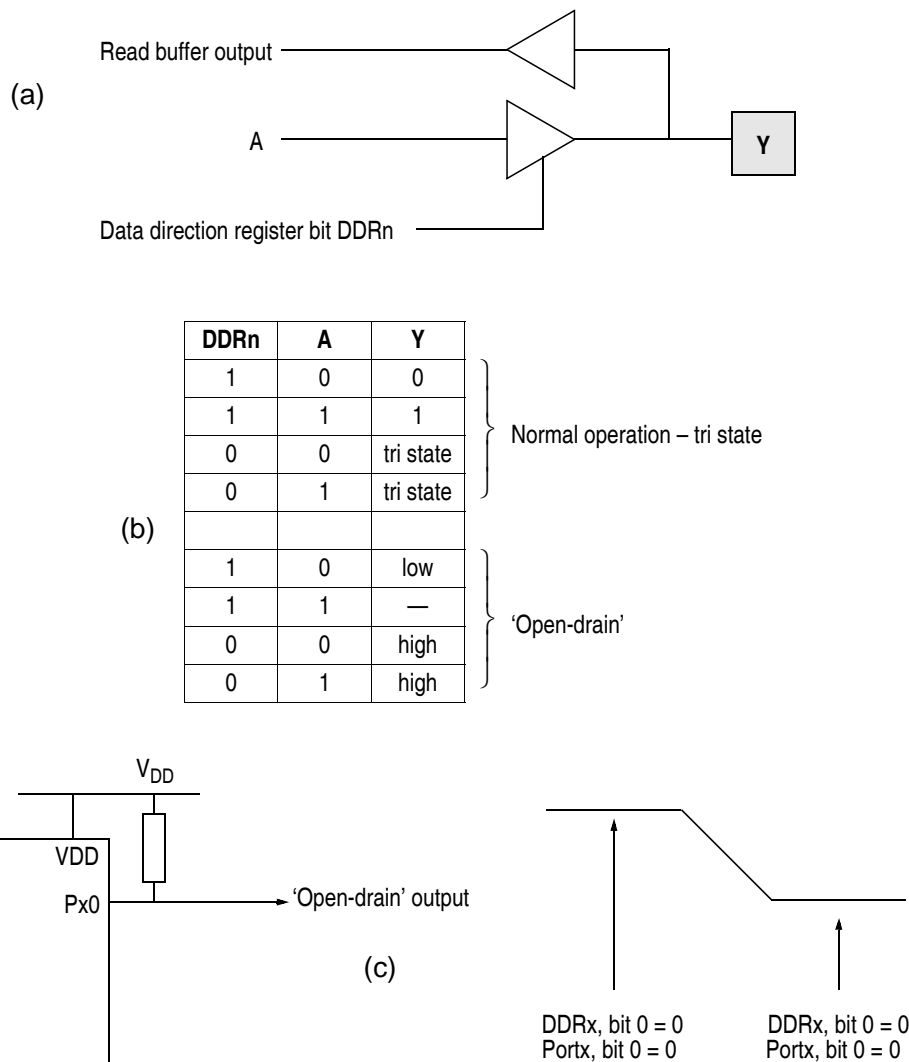 Read buffer output
(a)
A
Y
Data direction register bit DDRn
DDRn A Y
1 0 0
1 1 1
0 0 tri state
0 1 tri state
Normal operation – tri state
(b)
1 0 low
1 1 —
0 0 high
0 1 high
‘Open-drain’
VDD
VDD
Px0
‘Open-drain’ output
(c)
DDRx, bit 0 = 0
Portx, bit 0 = 0
DDRx, bit 0 = 0
Portx, bit 0 = 0